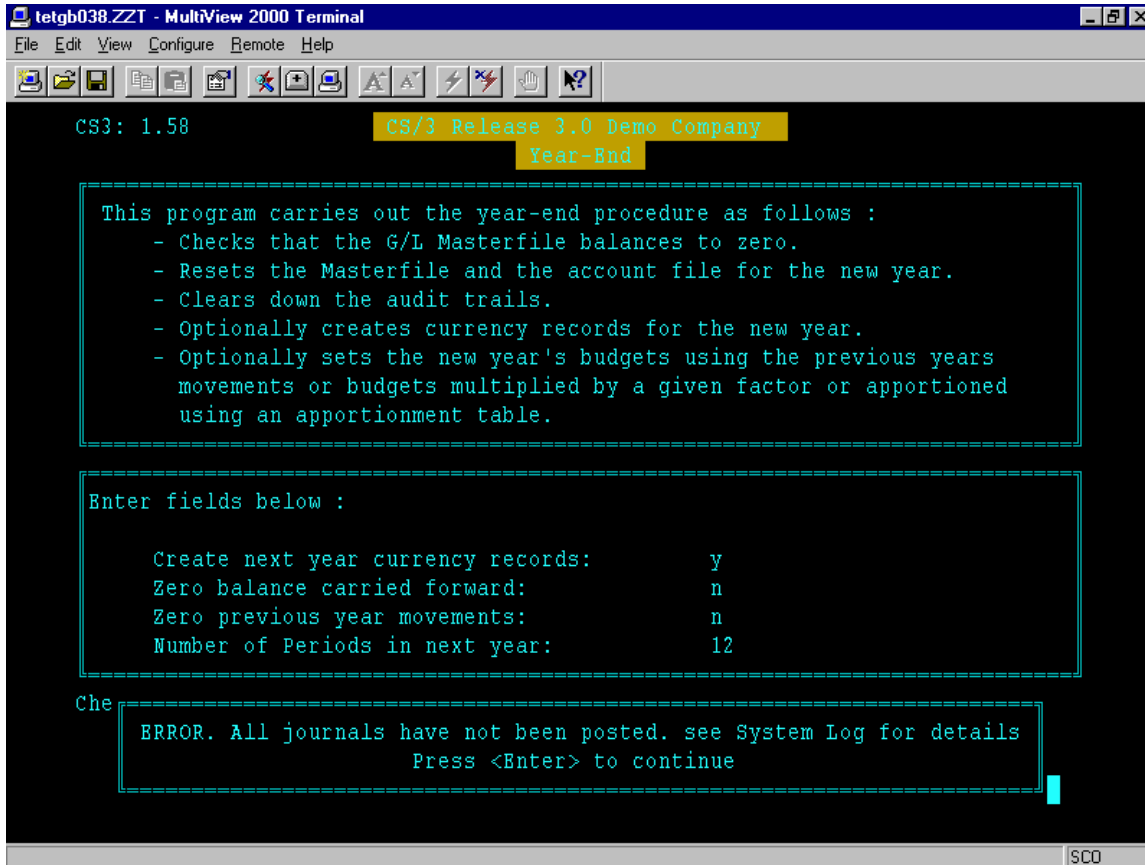 tetgb038.ZZT - MultiView 2000 Terminal
File Edit View Configure Remote Help
CS3: 1.58 CS/3 Release 3.0 Demo Company
Year-End
This program carries out the year-end procedure as follows :
- Checks that the G/L Masterfile balances to zero.
- Resets the Masterfile and the account file for the new year.
- Clears down the audit trails.
- Optionally creates currency records for the new year.
- Optionally sets the new year's budgets using the previous years
movements or budgets multiplied by a given factor or apportioned
using an apportionment table.
Enter fields below :
Create next year currency records: y
Zero balance carried forward: n
Zero previous year movements: n
Number of Periods in next year: 12
Che
ERROR. All journals have not been posted. see System Log for details
Press <Enter> to continue
SCO